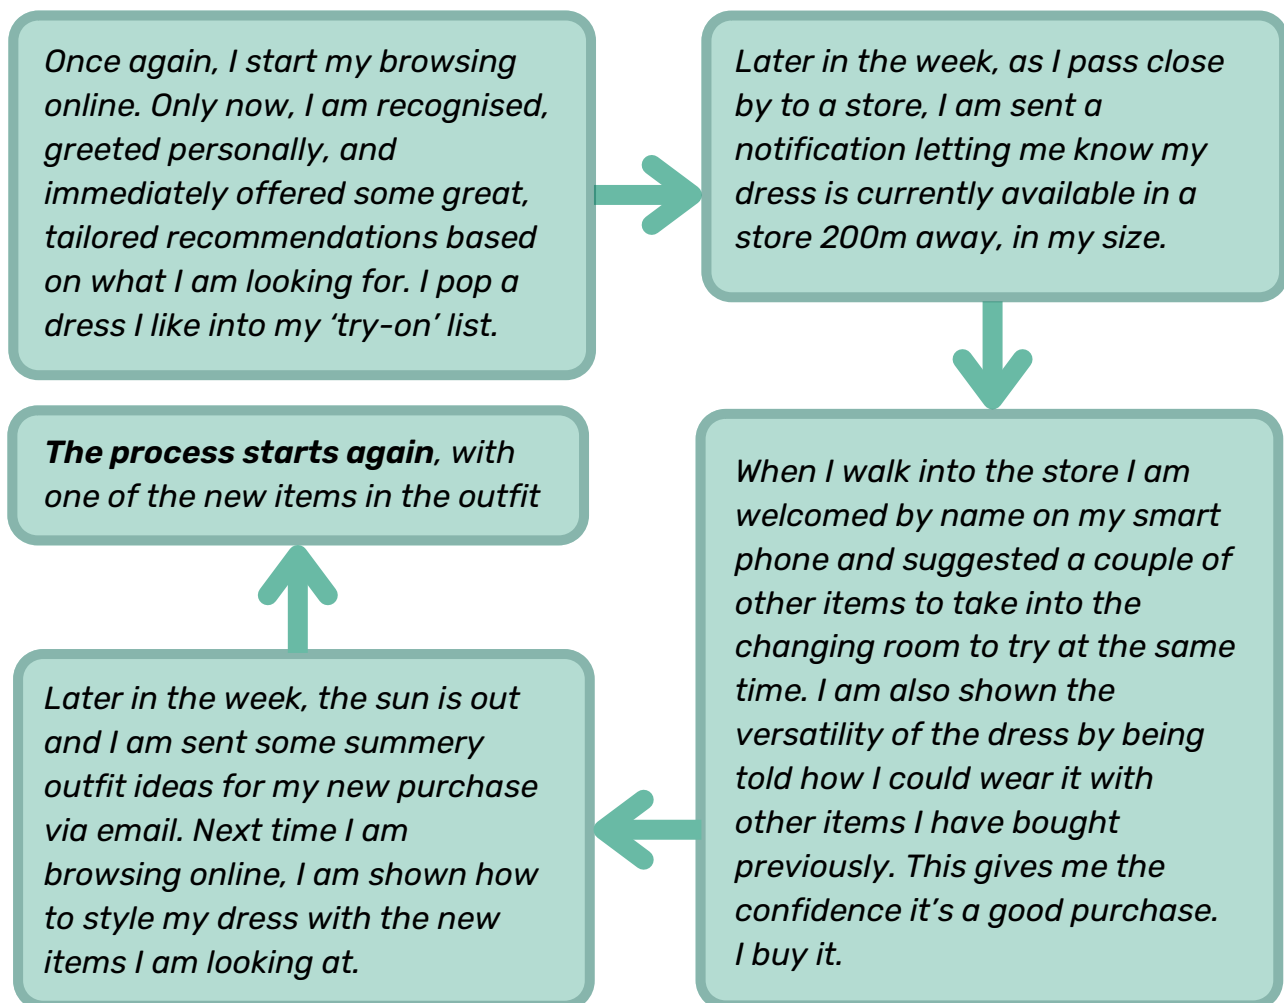 Once again, I start my browsing
online. Only now, I am recognised,
greeted personally, and
immediately offered some great,
tailored recommendations based
on what I am looking for. I pop a
dress I like into my ‘try-on’ list.
Later in the week, as I pass close
by to a store, I am sent a
notification letting me know my
dress is currently available in a
store 200m away, in my size.
When I walk into the store I am
welcomed by name on my smart
phone and suggested a couple of
other items to take into the
changing room to try at the same
time. I am also shown the
versatility of the dress by being
told how I could wear it with
other items I have bought
previously. This gives me the
confidence it’s a good purchase.
I buy it.
Later in the week, the sun is out
and I am sent some summery
outfit ideas for my new purchase
via email. Next time I am
browsing online, I am shown how
to style my dress with the new
items I am looking at.
The process starts again, with
one of the new items in the outfit